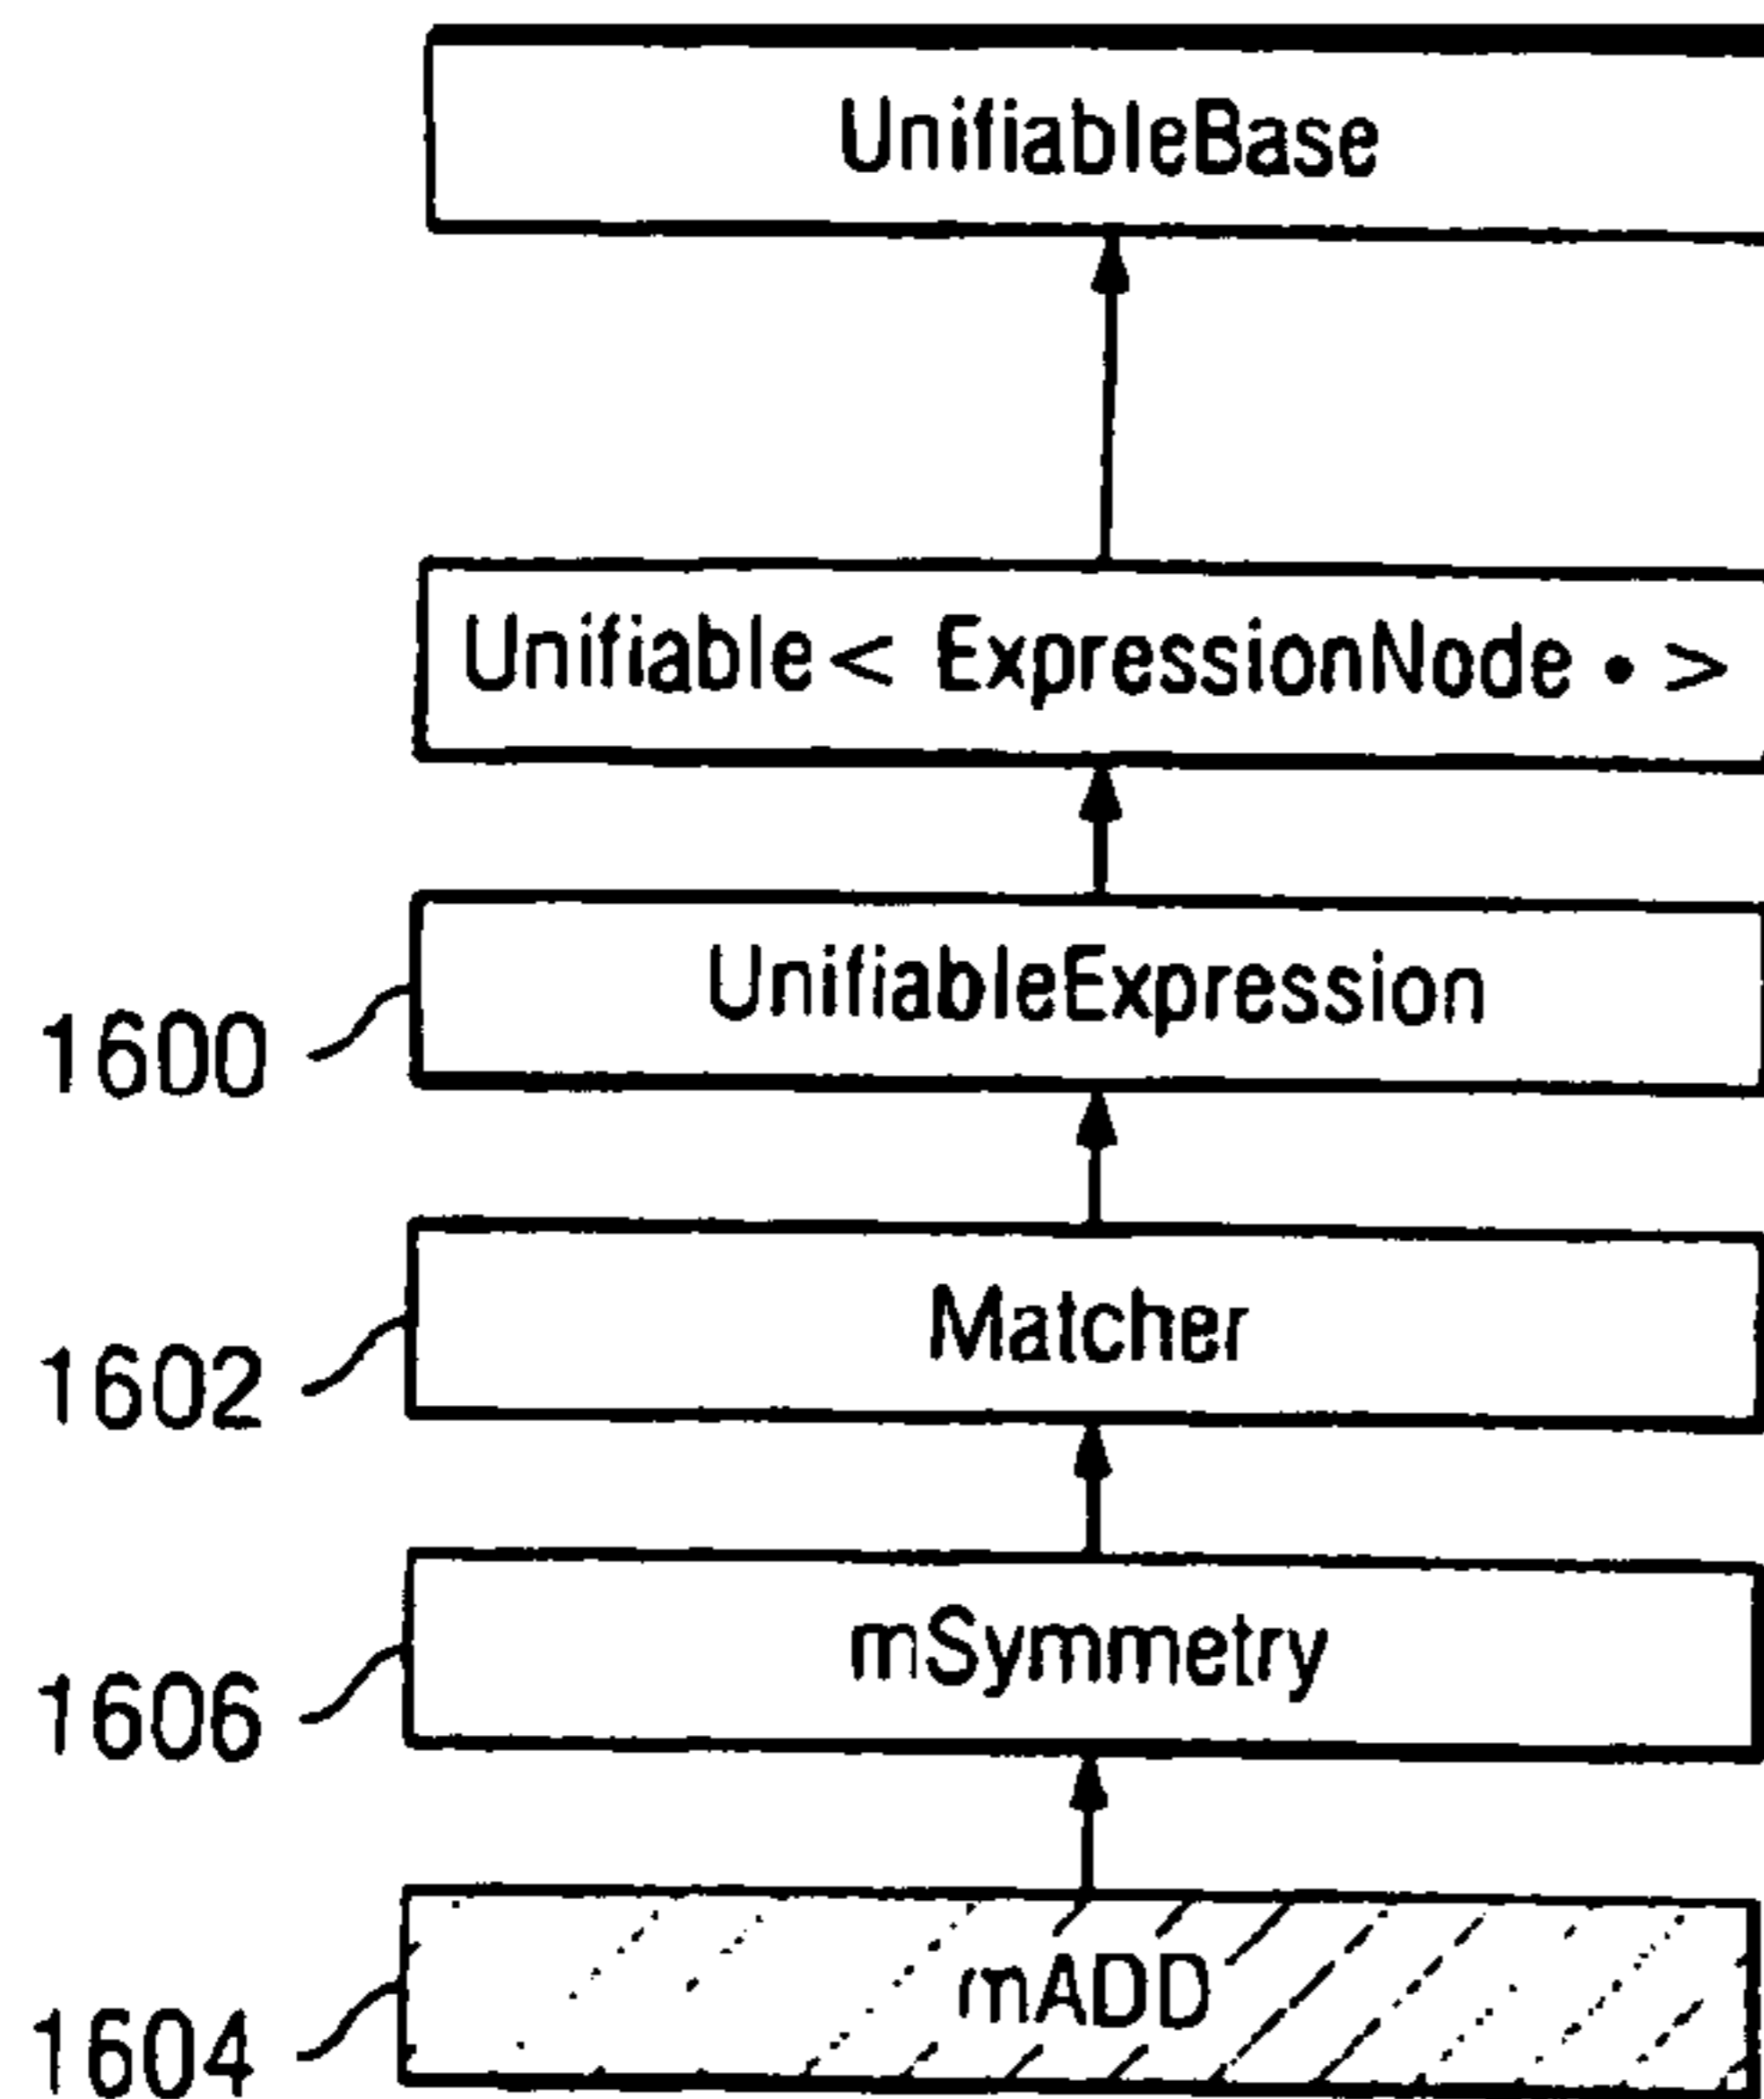 UnifiableBase
Unifiable< ExpressionNode • >
UnifiableExpression
1600
Matcher
1602
mSymmetry
1606
mADD
1604